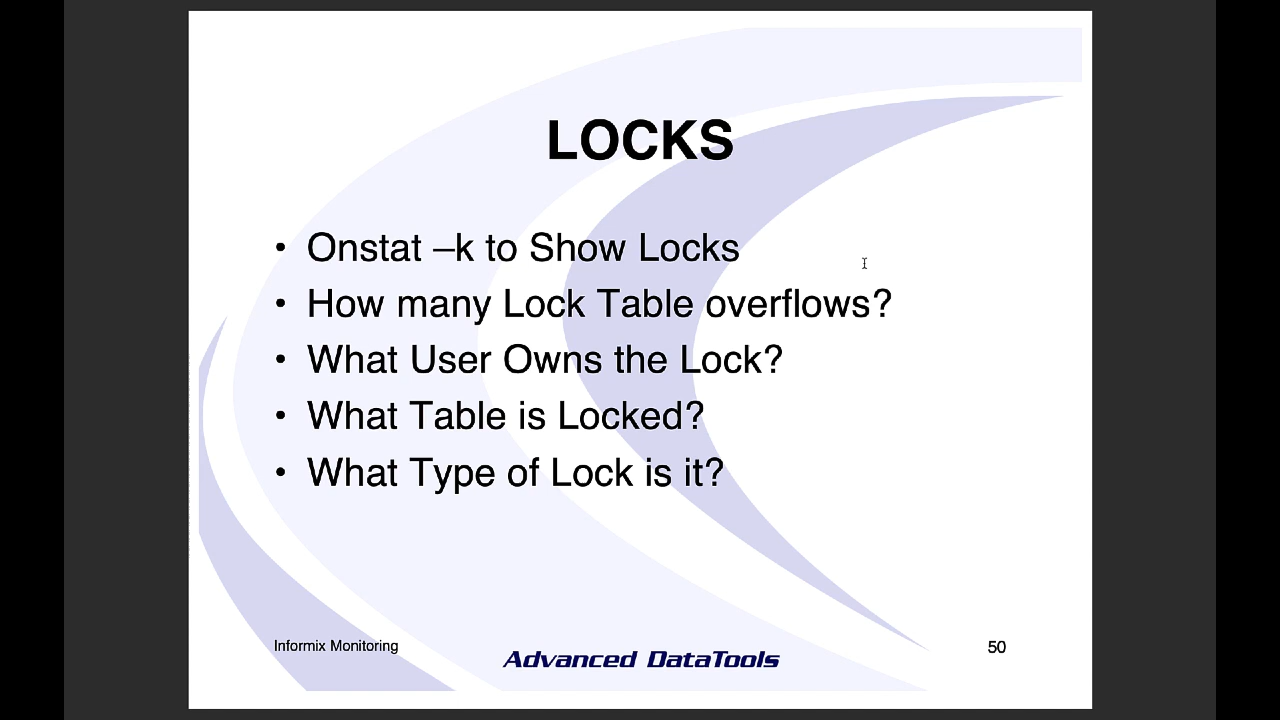 LOCKS
• Onstat –k to Show Locks
• How many Lock Table overflows?
• What User Owns the Lock?
• What Table is Locked?
• What Type of Lock is it?
Informix Monitoring
Advanced DataTools
50